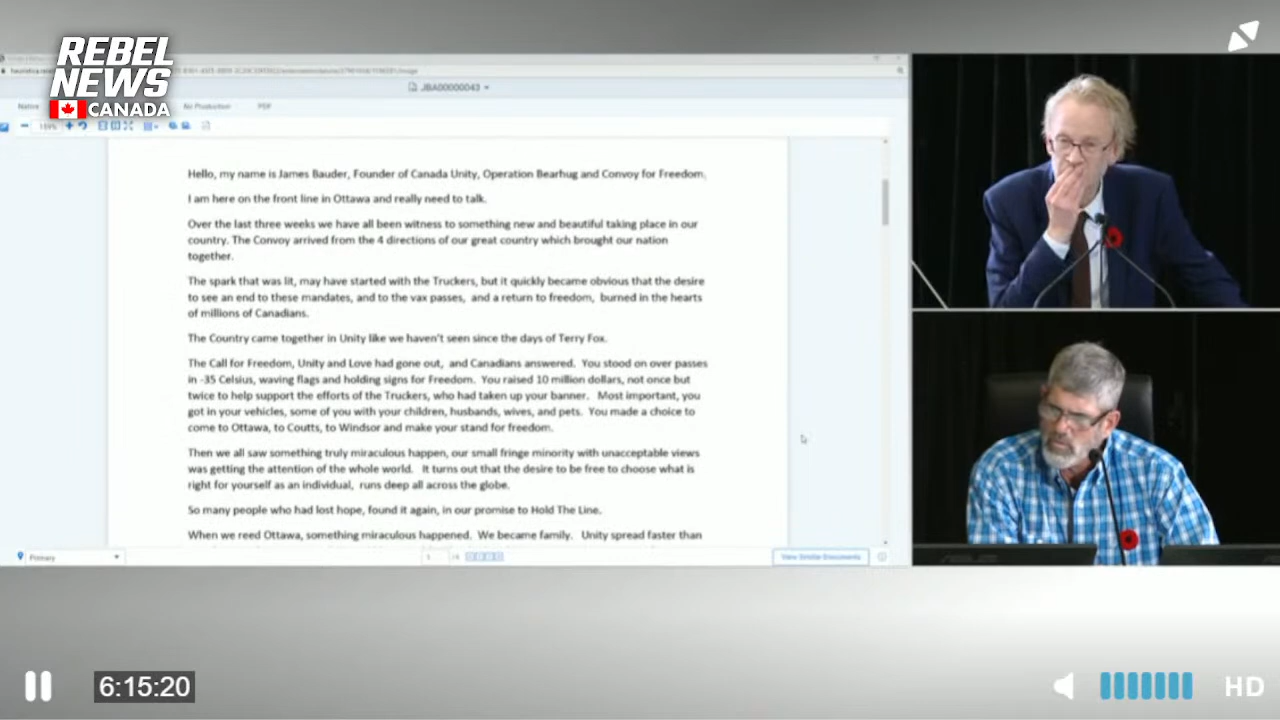 REBEL
NEWS
CANADA
JBA00000043
Native
No Production
PDF
159%
Hello, my name is James Bauder, Founder of Canada Unity, Operation Bearhug and Convoy for Freedom.
I am here on the front line in Ottawa and really need to talk.
Over the last three weeks we have all been witness to something new and beautiful taking place in our
country. The Convoy arrived from the 4 directions of our great country which brought our nation
together.
The spark that was lit, may have started with the Truckers, but it quickly became obvious that the desire
to see an end to these mandates, and to the vax passes, and a return to freedom, burned in the hearts
of millions of Canadians.
The Country came together in Unity like we haven't seen since the days of Terry Fox.
The Call for Freedom, Unity and Love had gone out, and Canadians answered. You stood on over passes
in -35 Celsius, waving flags and holding signs for Freedom. You raised 10 million dollars, not once but
twice to help support the efforts of the Truckers, who had taken up your banner. Most important, you
got in your vehicles, some of you with your children, husbands, wives, and pets. You made a choice to
come to Ottawa, to Coutts, to Windsor and make your stand for freedom.
Then we all saw something truly miraculous happen, our small fringe minority with unacceptable views
was getting the attention of the whole world. It turns out that the desire to be free to choose what is
right for yourself as an individual, runs deep all across the globe.
So many people who had lost hope, found it again, in our promise to Hold The Line.
When we reed Ottawa, something miraculous happened. We became family. Unity spread faster than
Primary
1
View Similar Documents
6:15:20
HD